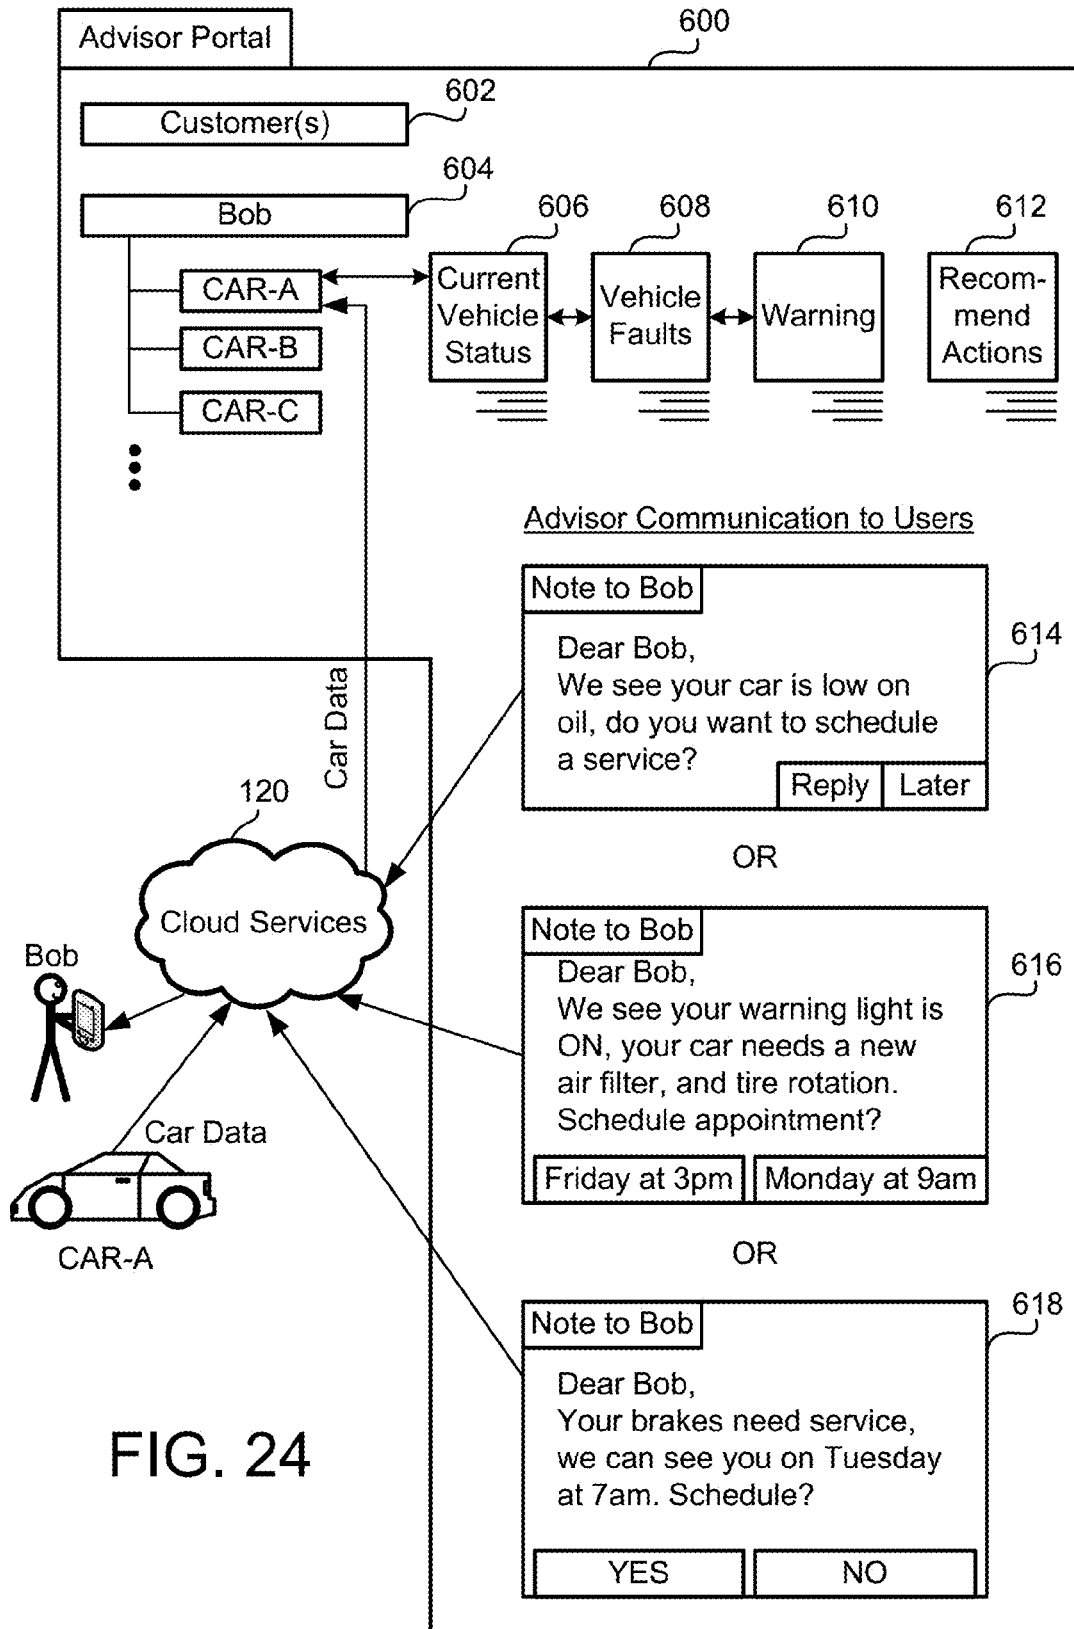 Advisor Portal
600
Customer(s)
602
Bob
604
CAR-A
CAR-B
CAR-C
606
Current
Vehicle
Status
608
Vehicle
Faults
610
Warning
612
Recom-
mend
Actions
Advisor Communication to Users
Note to Bob
614
Dear Bob,
We see your car is low on
oil, do you want to schedule
a service?
Reply
Later
OR
Note to Bob
616
Dear Bob,
We see your warning light is
ON, your car needs a new
air filter, and tire rotation.
Schedule appointment?
Friday at 3pm
Monday at 9am
OR
Note to Bob
618
Dear Bob,
Your brakes need service,
we can see you on Tuesday
at 7am. Schedule?
YES
NO
Car Data
120
Cloud Services
Bob
Car Data
CAR-A
FIG. 24